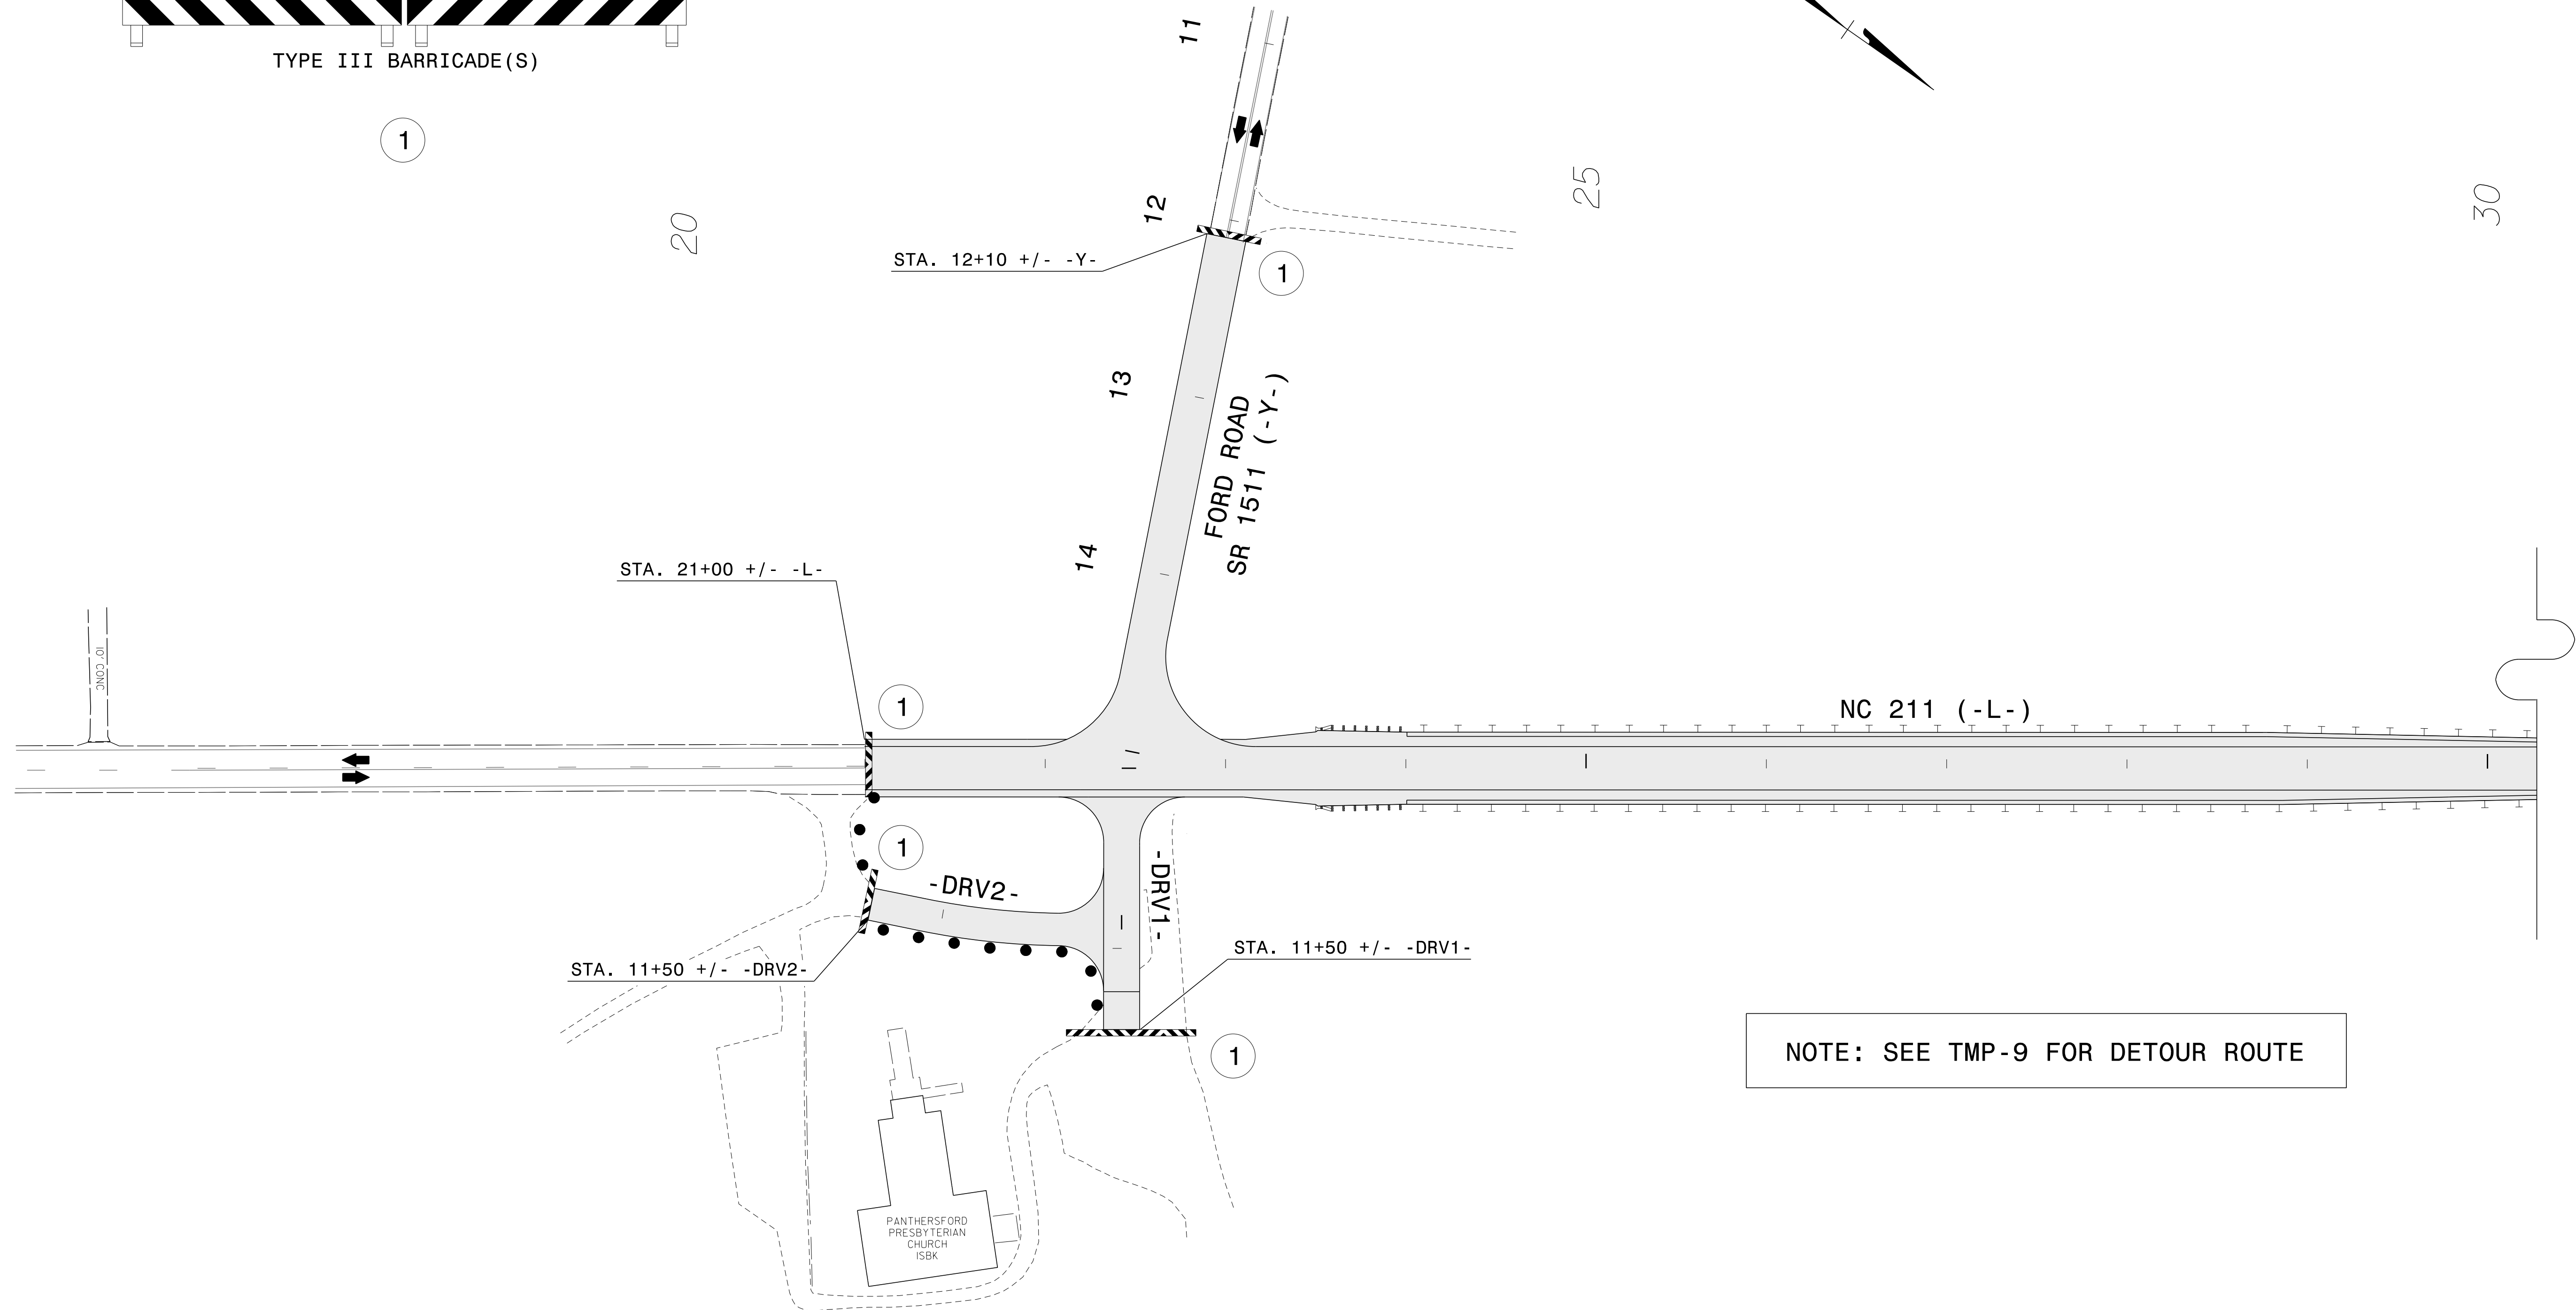 TYPE III BARRICADE(S)
1
11
12
20
25
30
STA. 12+10 +/- -Y-
1
13
FORD ROAD
SR 1511 (-Y-)
14
STA. 21+00 +/- -L-
10' CONC
1
NC 211 (-L-)
1
-DRV2-
-DRV1-
STA. 11+50 +/- -DRV2-
STA. 11+50 +/- -DRV1-
1
NOTE: SEE TMP-9 FOR DETOUR ROUTE
PANTHERSFORD
PRESBYTERIAN
CHURCH
ISBK